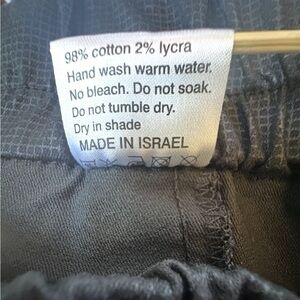 98% cotton 2% lycra
Hand wash warm water.
No bleach. Do not soak.
Do not tumble dry.
Dry in shade
MADE IN ISRAEL